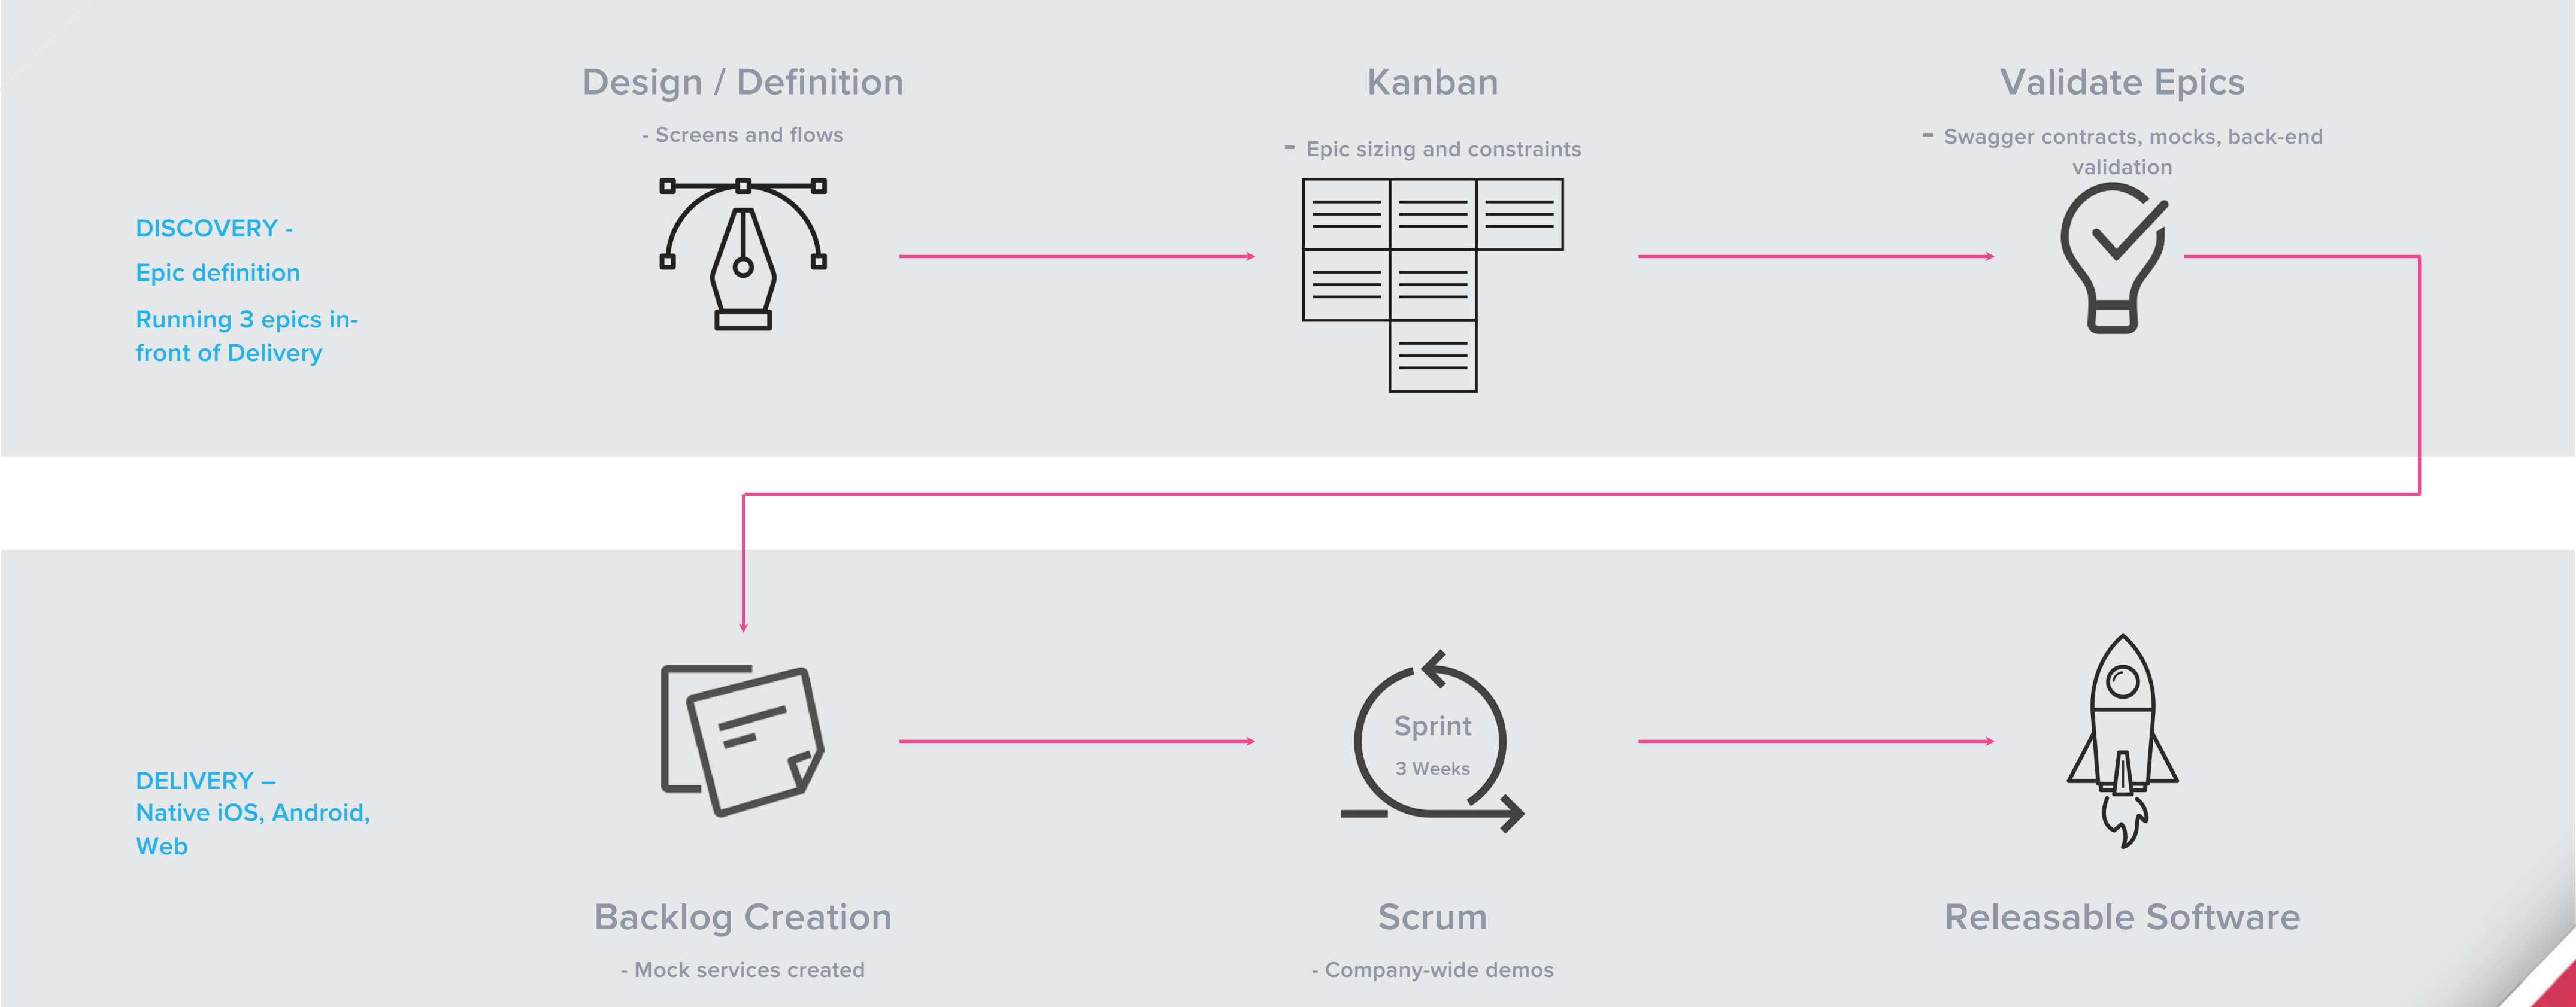 Design / Definition
- Screens and flows
Kanban
- Epic sizing and constraints
Validate Epics
- Swagger contracts, mocks, back-end
validation
DISCOVERY -
Epic definition
Running 3 epics in-
front of Delivery
DELIVERY –
Native iOS, Android,
Web
Sprint
3 Weeks
Backlog Creation
- Mock services created
Scrum
- Company-wide demos
Releasable Software